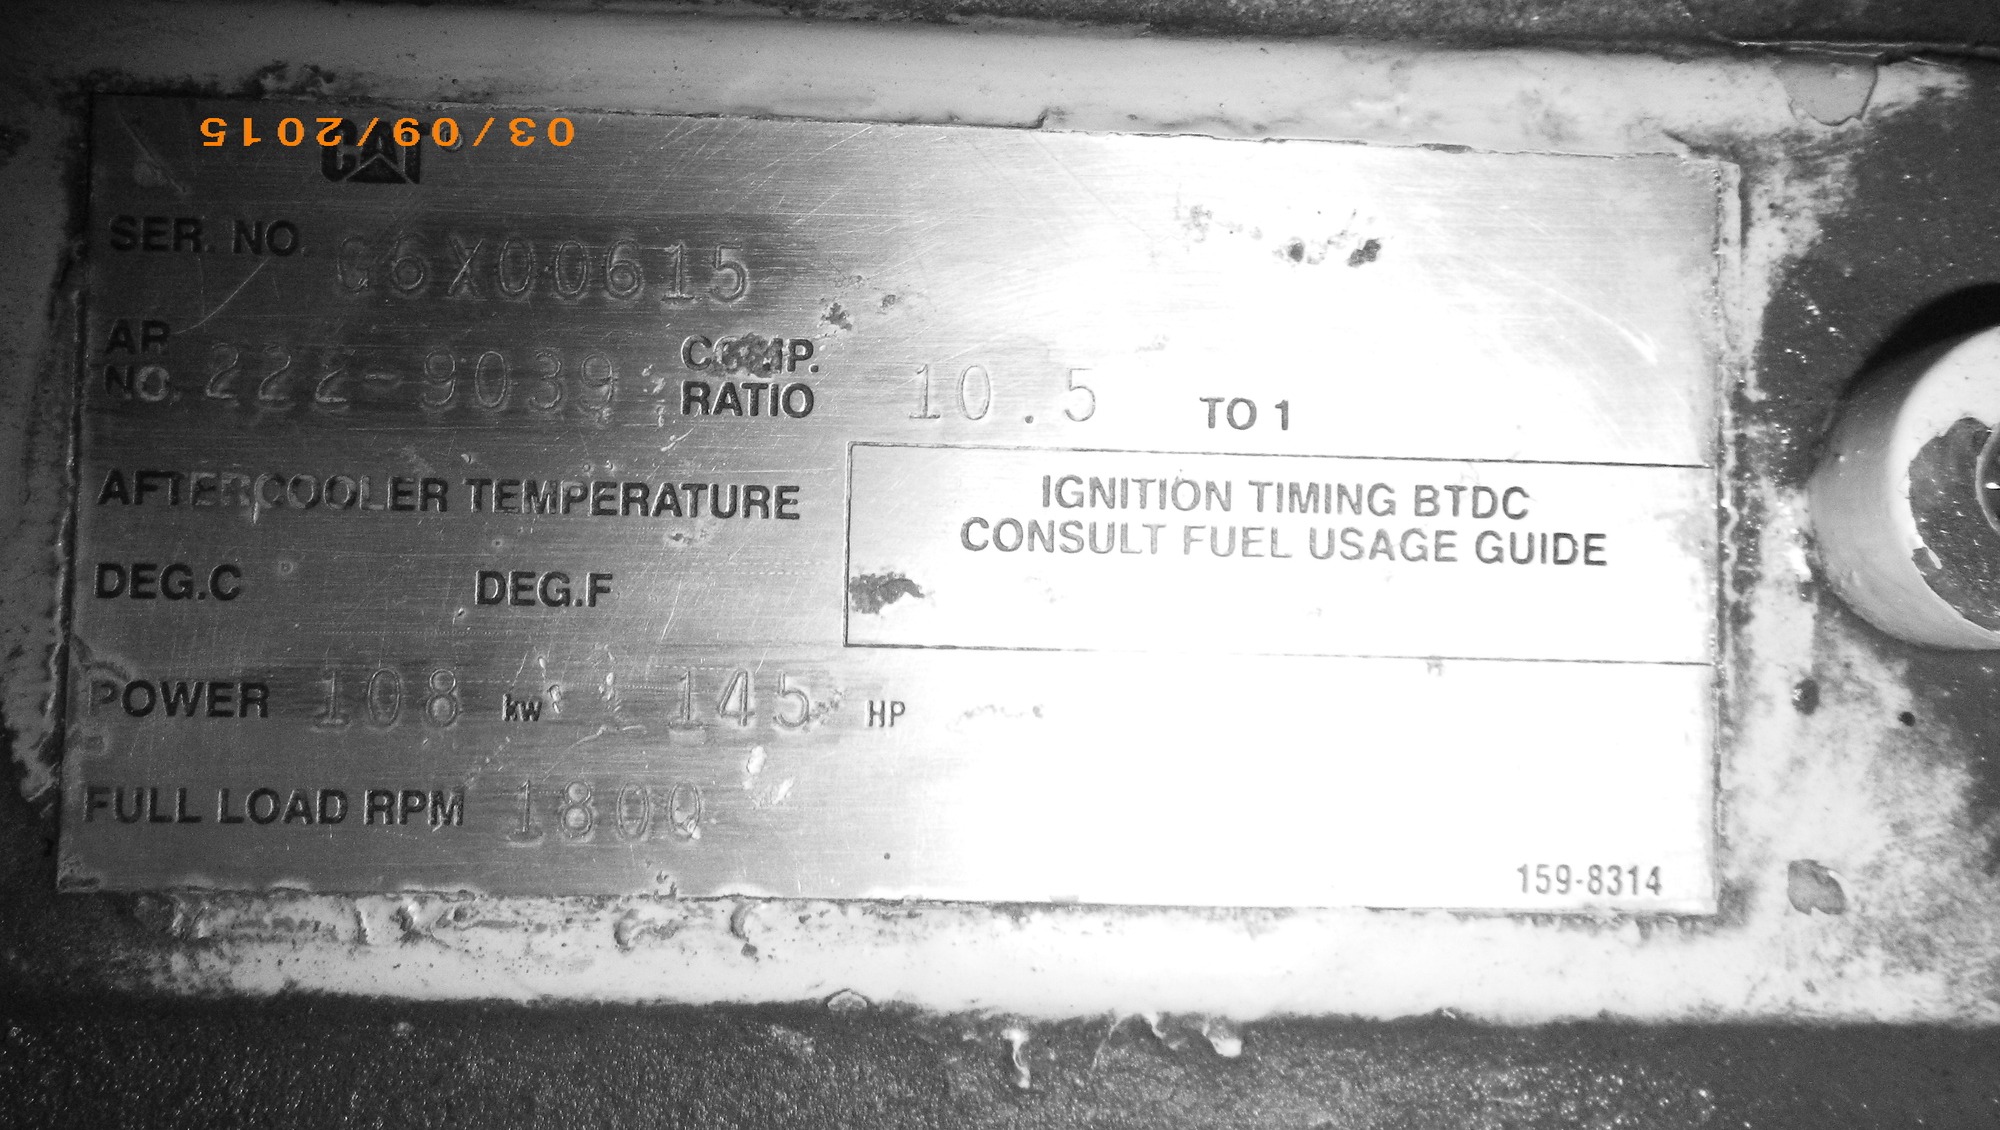 03/09/2015
CAT®
SER. NO. G6X00615
AR NO. 222-9039 COMP. RATIO 10.5 TO 1
AFTERCOOLER TEMPERATURE
DEG.C DEG.F
IGNITION TIMING BTDC
CONSULT FUEL USAGE GUIDE
POWER 108 kw 145 HP
FULL LOAD RPM 1800
159-8314